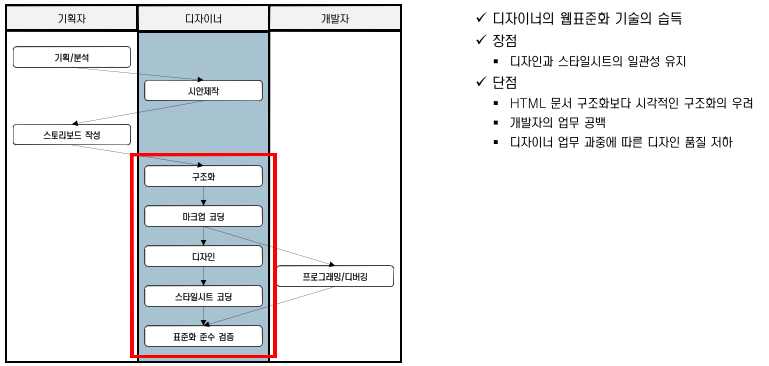 기획자 디자이너 개발자
기획/분석
시안제작
스토리보드 작성
구조화
마크업 코딩
디자인
프로그래밍/디버깅
스타일시트 코딩
표준화 준수 검증
✓ 디자이너의 웹표준화 기술의 습득
✓ 장점
▪ 디자인과 스타일시트의 일관성 유지
✓ 단점
▪ HTML 문서 구조화보다 시각적인 구조화의 우려
▪ 개발자의 업무 공백
▪ 디자이너 업무 과중에 따른 디자인 품질 저하